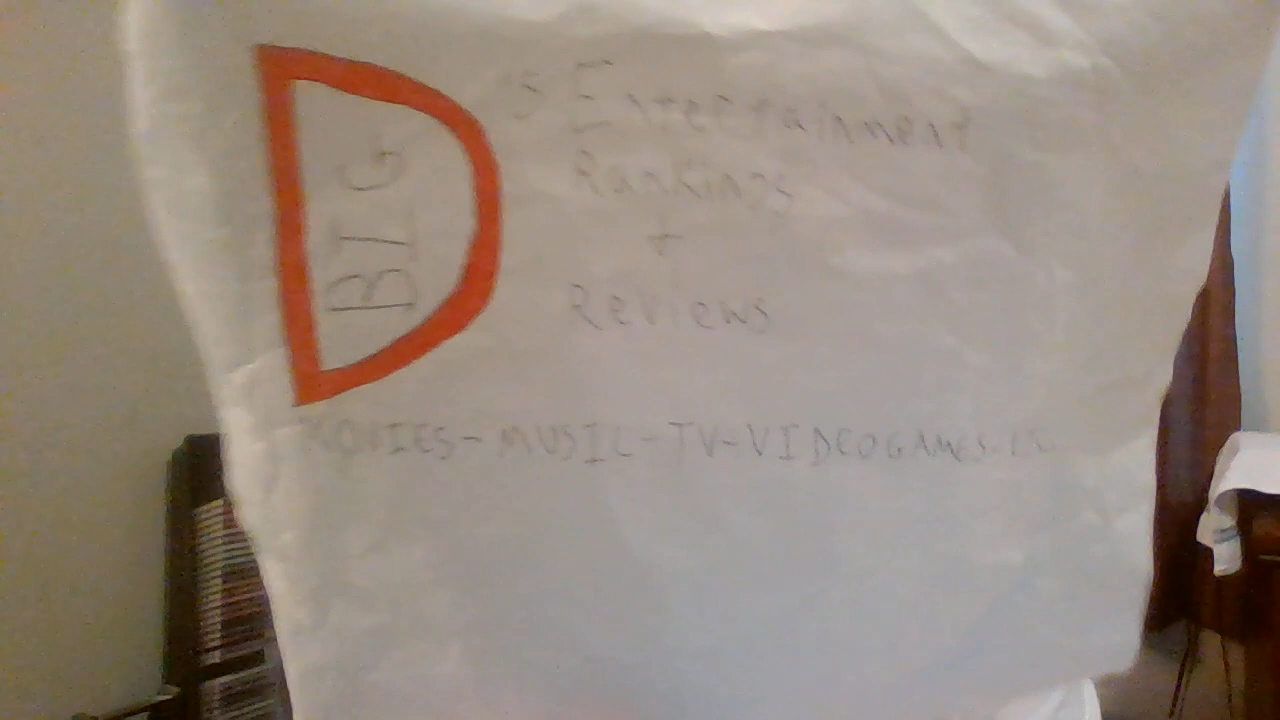 BIG D's Entertainment
Rankings
+
Reviews
MOVIES-MUSIC-TV-VIDEOGAMES-